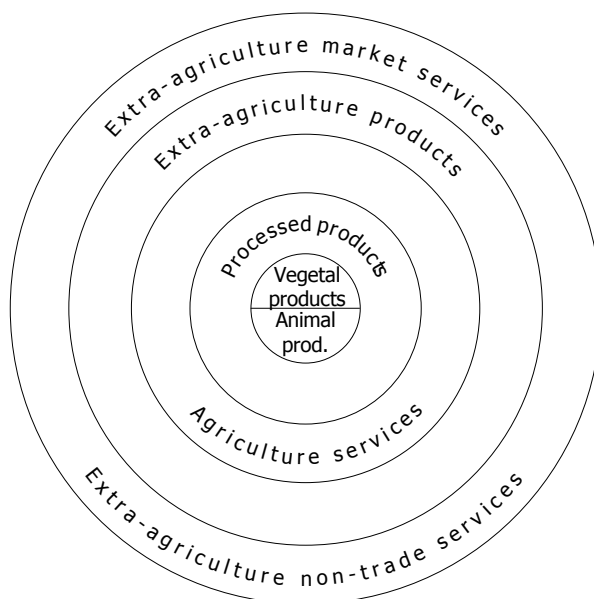 Extra-agriculture market services
Extra-agriculture products
Processed products
Vegetal
products
Animal
prod.
Agriculture services
Extra-agriculture non-trade services